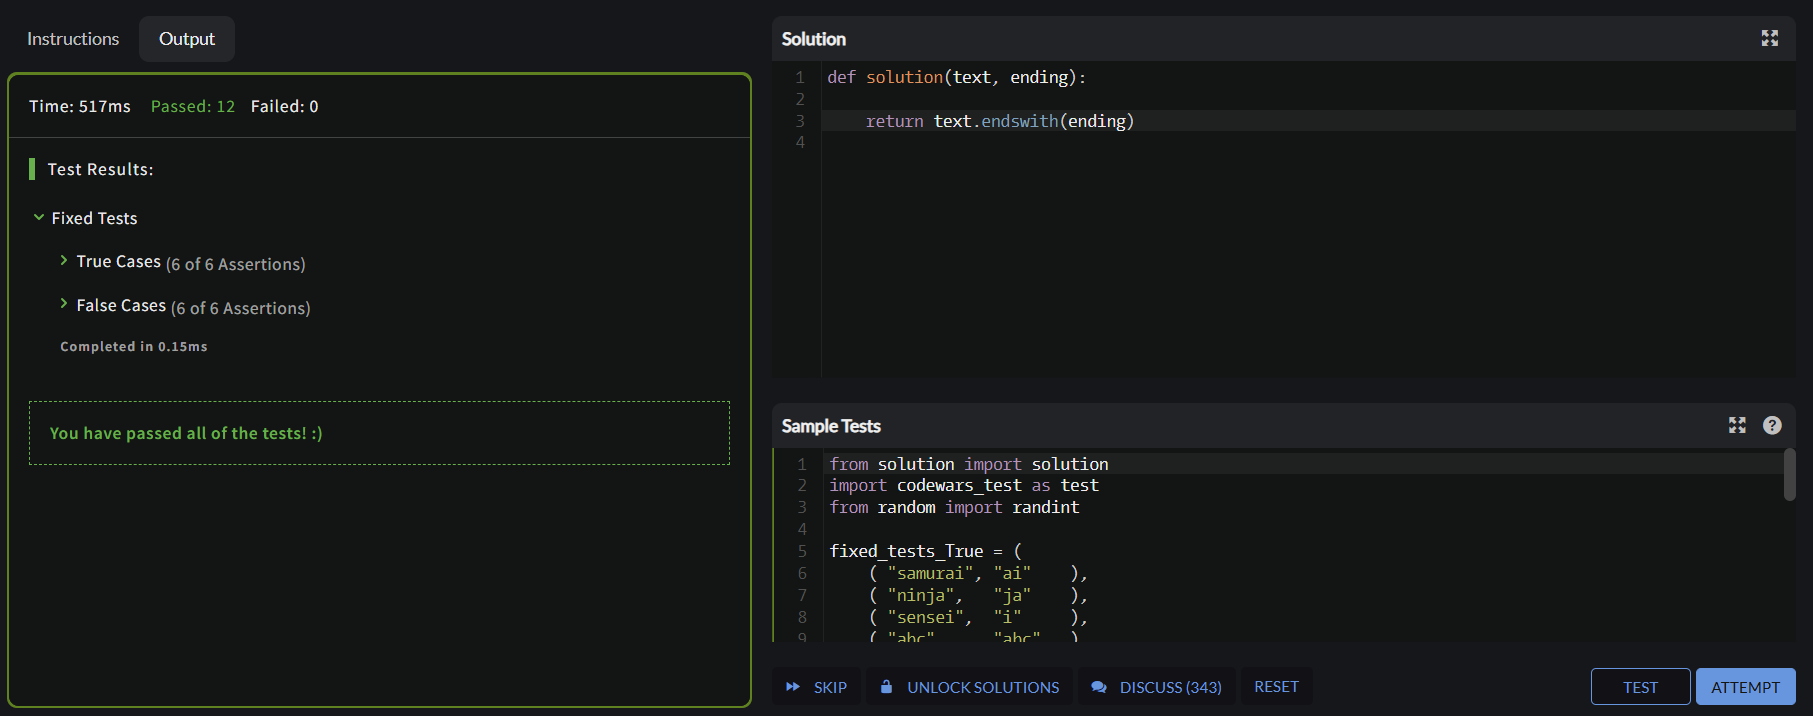 Instructions
Output
Time: 517ms Passed: 12 Failed: 0
Test Results:
Fixed Tests
True Cases (6 of 6 Assertions)
False Cases (6 of 6 Assertions)
Completed in 0.15ms
You have passed all of the tests! :)
Solution
1 def solution(text, ending):
2
3     return text.endswith(ending)
4
Sample Tests
?
1 from solution import solution
2 import codewars_test as test
3 from random import randint
4
5 fixed_tests_True = (
6     ( "samurai", "ai"    ),
7     ( "ninja",   "ja"    ),
8     ( "sensei",  "i"     ),
9     ( "abc"      "abc"   )
SKIP
UNLOCK SOLUTIONS
DISCUSS (343)
RESET
TEST
ATTEMPT